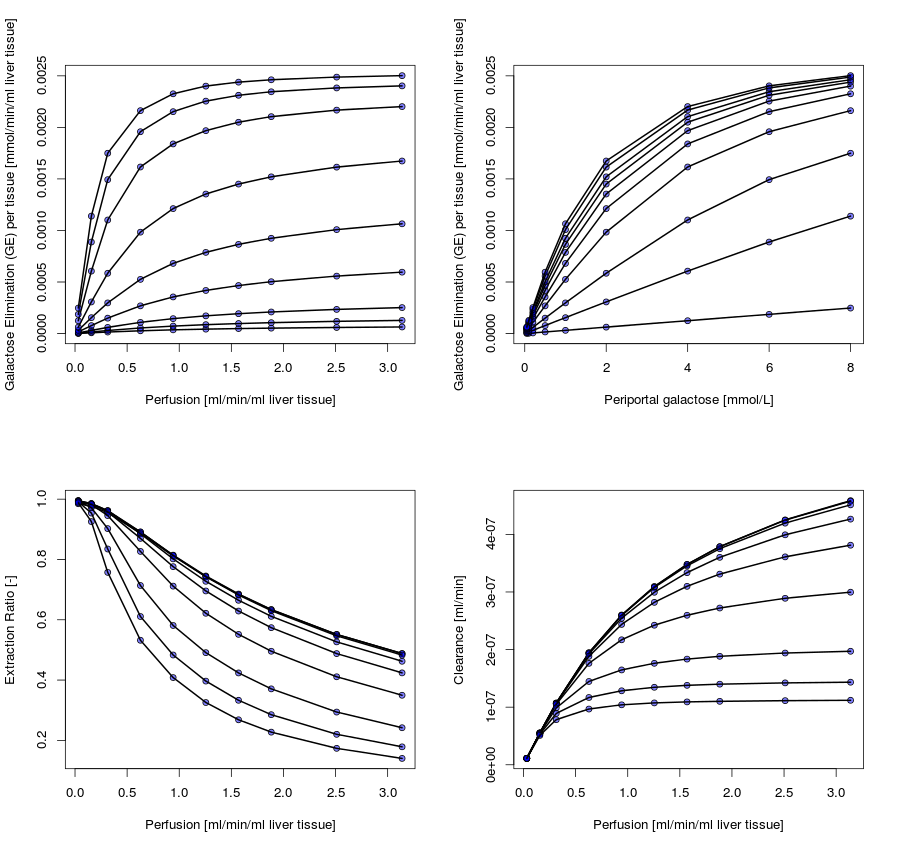 Galactose Elimination (GE) per tissue [mmol/min/ml liver tissue]
0.0025
0.0020
0.0015
0.0010
0.0005
0.0000
0.0 0.5 1.0 1.5 2.0 2.5 3.0
Perfusion [ml/min/ml liver tissue]
Galactose Elimination (GE) per tissue [mmol/min/ml liver tissue]
0.0025
0.0020
0.0015
0.0010
0.0005
0.0000
0 2 4 6 8
Periportal galactose [mmol/L]
Extraction Ratio [-]
1.0
0.8
0.6
0.4
0.2
0.0 0.5 1.0 1.5 2.0 2.5 3.0
Perfusion [ml/min/ml liver tissue]
Clearance [ml/min]
4e-07
3e-07
2e-07
1e-07
0e+00
0.0 0.5 1.0 1.5 2.0 2.5 3.0
Perfusion [ml/min/ml liver tissue]